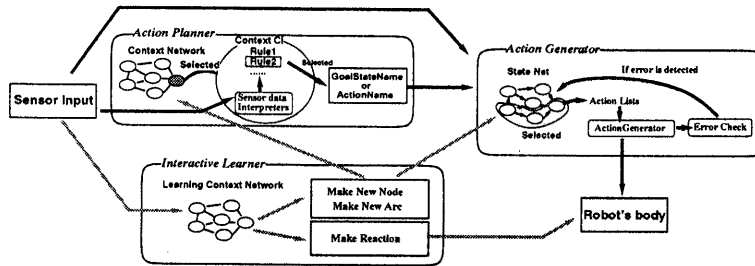 Action Planner
Context Network
Selected
Context Ci
Rule1
Rule2
......
Sensor data
Interpreters
Selected
GoalStateName
or
ActionName
Action Generator
State Net
If error is detected
Action Lists
Selected
ActionGenerator
Error Check
Sensor Input
Interactive Learner
Learning Context Network
Make New Node
Make New Arc
Make Reaction
Robot's body